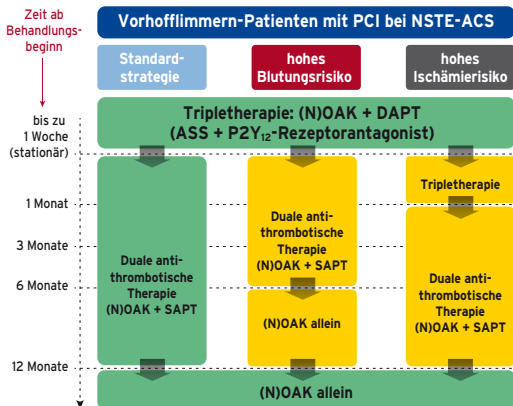 Zeit ab
Behandlungs-
beginn
Vorhofflimmern-Patienten mit PCI bei NSTE-ACS
Standard-
strategie
hohes
Blutungsrisiko
hohes
Ischämierisiko
bis zu
1 Woche
(stationär)
Tripletherapie: (N)OAK + DAPT
(ASS + P2Y₁₂-Rezeptorantagonist)
Tripletherapie
1 Monat
Duale anti-
thrombotische
Therapie
(N)OAK + SAPT
3 Monate
Duale anti-
thrombotische
Therapie
(N)OAK + SAPT
Duale anti-
thrombotische
Therapie
(N)OAK + SAPT
6 Monate
(N)OAK allein
12 Monate
(N)OAK allein